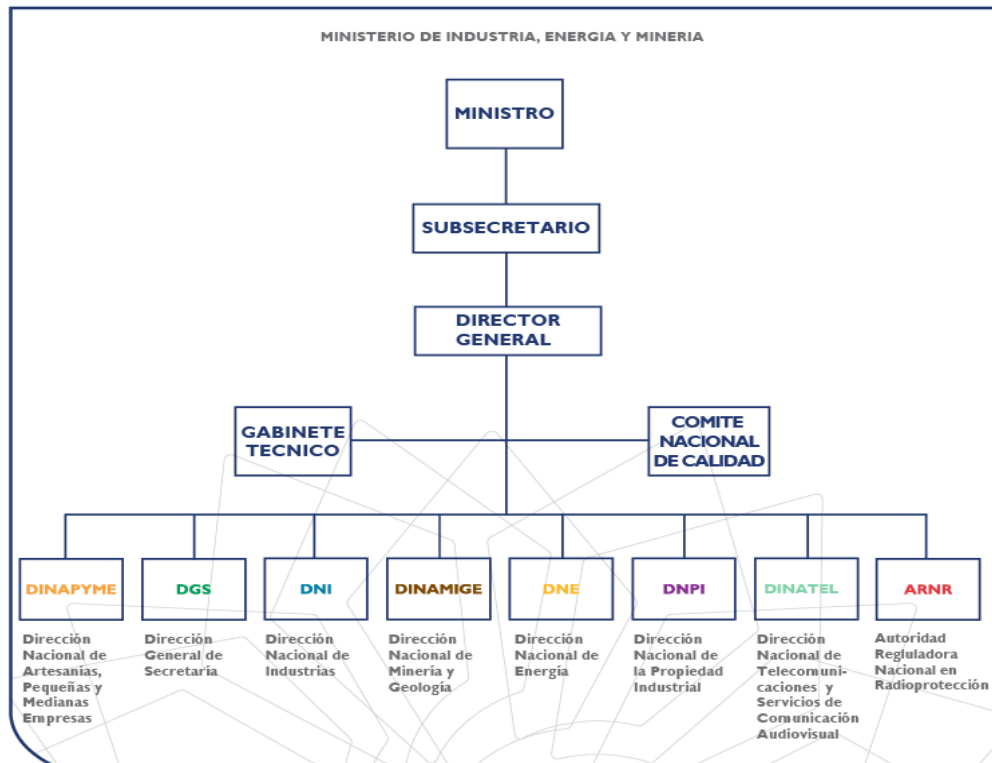 MINISTERIO DE INDUSTRIA, ENERGIA Y MINERIA
MINISTRO
SUBSECRETARIO
DIRECTOR
GENERAL
GABINETE
TECNICO
COMITE
NACIONAL
DE CALIDAD
DINAPYME
Dirección
Nacional de
Artesanías,
Pequeñas y
Medianas
Empresas
DGS
Dirección
General de
Secretaría
DNI
Dirección
Nacional de
Industrias
DINAMIGE
Dirección
Nacional de
Minería y
Geología
DNE
Dirección
Nacional de
Energía
DNPI
Dirección
Nacional de
la Propiedad
Industrial
DINATEL
Dirección
Nacional de
Telecomuni-
caciones y
Servicios de
Comunicación
Audiovisual
ARNR
Autoridad
Regluladora
Nacional en
Radioprotección